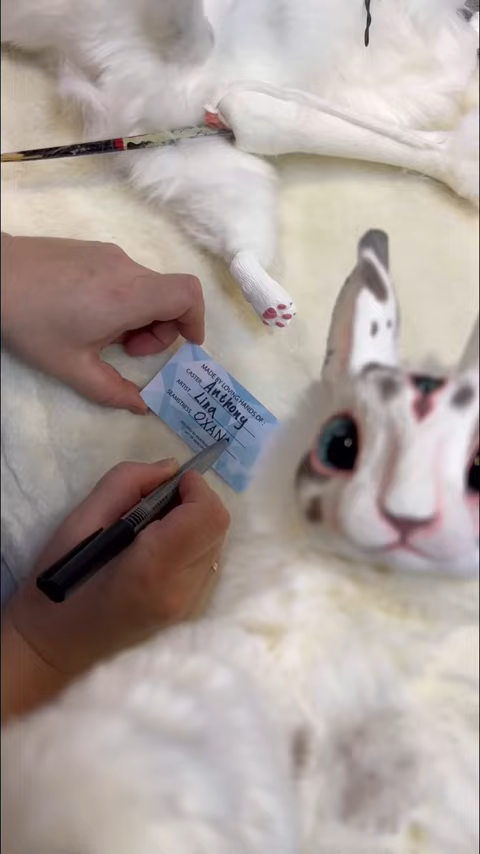 MADE BY LOVING HANDS OF:
CASTER Anthony
ARTIST Lina
SEAMSTRESS OXANA